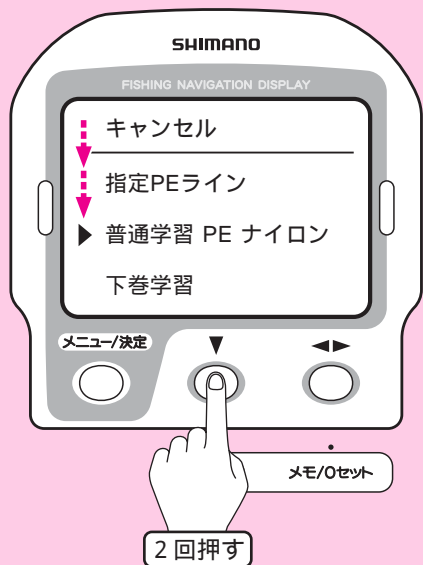 SHIMANO
FISHING NAVIGATION DISPLAY
キャンセル
指定PEライン
▶ 普通学習 PE ナイロン
下巻学習
メニュー/決定 ▼ ◀▶
メモ/0セット
2回押す